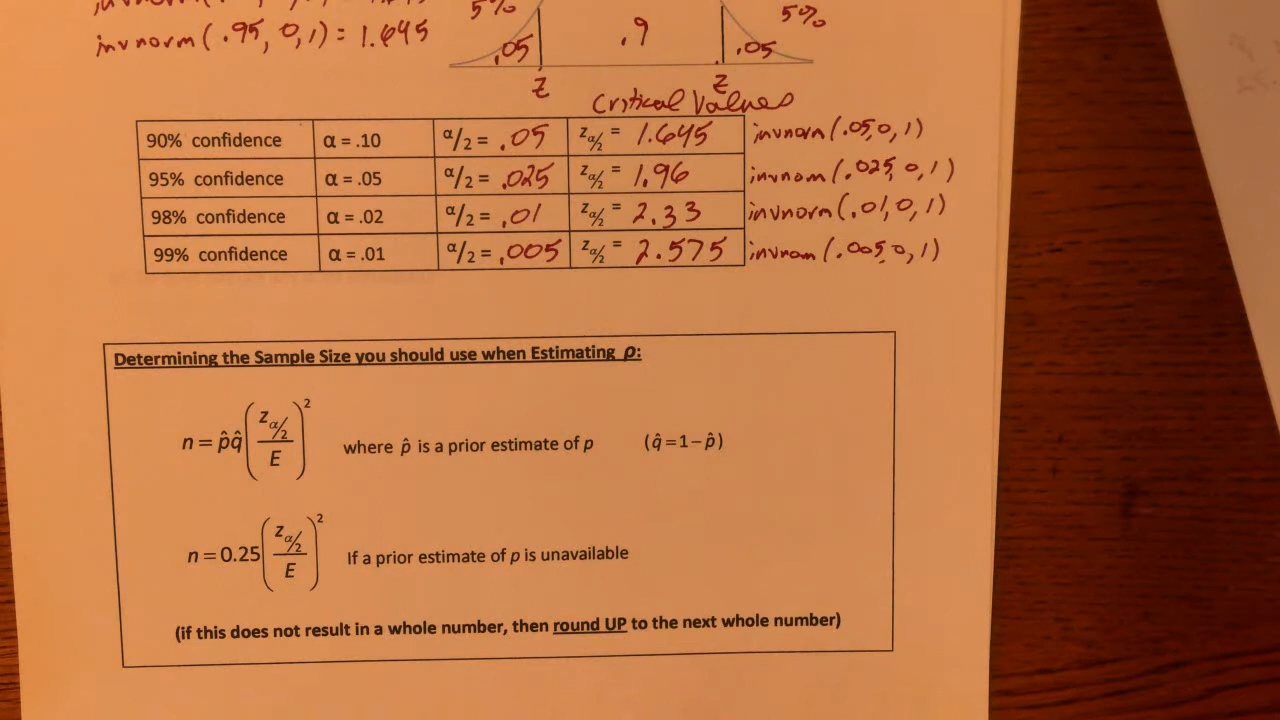 invnorm(.95, 0,1) = 1.645
5%
5%
.05
.9
.05
z
z
Critical Values
90% confidence α = .10 α/2 = .05 zα/2 = 1.645 invnorm(.05,0,1)
95% confidence α = .05 α/2 = .025 zα/2 = 1.96 invnom(.025,0,1)
98% confidence α = .02 α/2 = .01 zα/2 = 2.33 invnorm(.01,0,1)
99% confidence α = .01 α/2 = .005 zα/2 = 2.575 invnom(.005,0,1)
Determining the Sample Size you should use when Estimating ρ:
n = p̂q̂(zα/2/E)² where p̂ is a prior estimate of p (q̂=1−p̂)
n = 0.25(zα/2/E)² If a prior estimate of p is unavailable
(if this does not result in a whole number, then round UP to the next whole number)